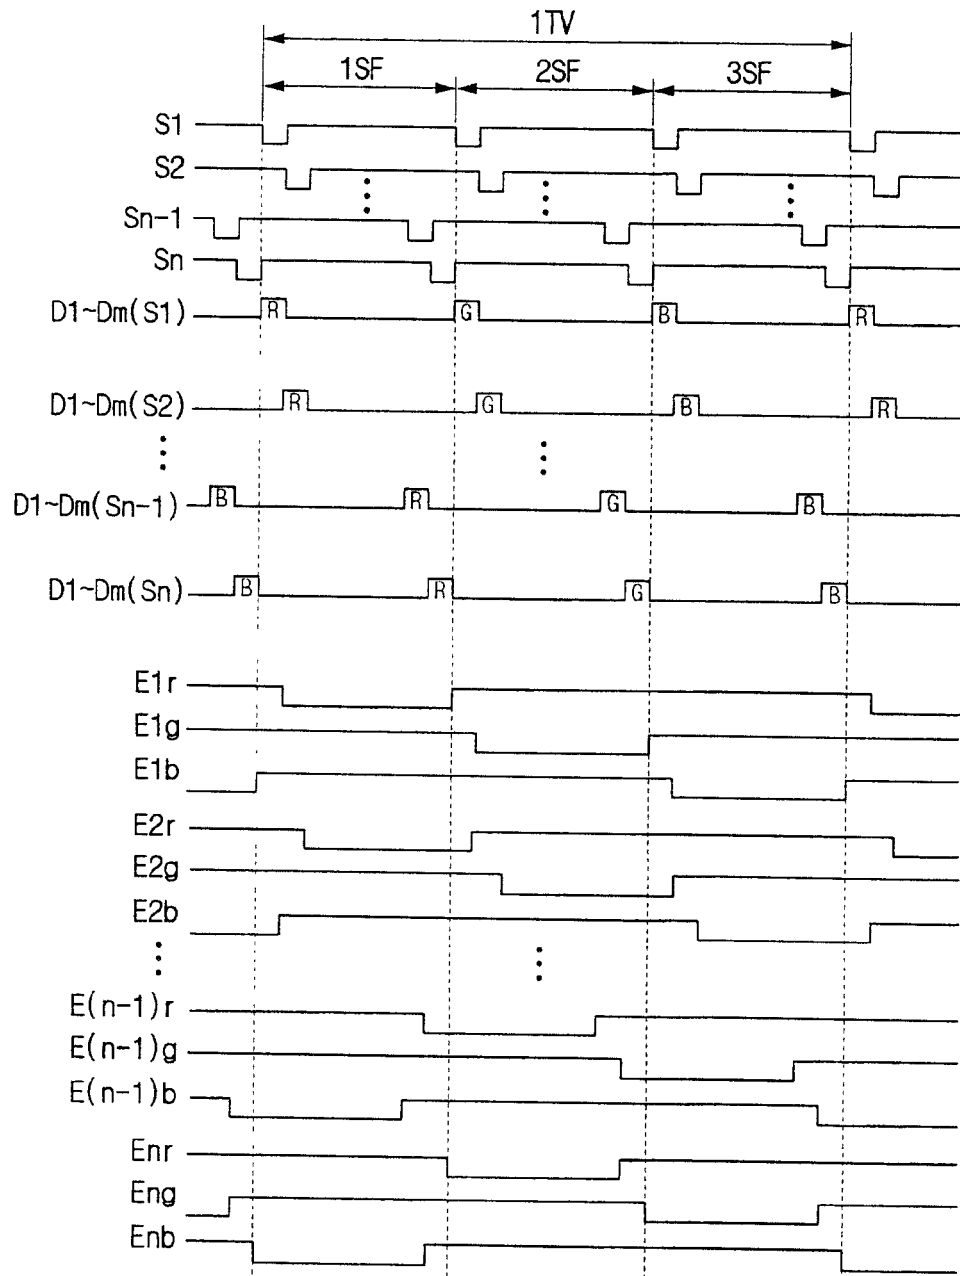 1TV
1SF 2SF 3SF
S1
S2
Sn-1
Sn
D1~Dm(S1) R G B R
D1~Dm(S2) R G B R
D1~Dm(Sn-1) B R G B
D1~Dm(Sn) B R G B
E1r
E1g
E1b
E2r
E2g
E2b
E(n-1)r
E(n-1)g
E(n-1)b
Enr
Eng
Enb